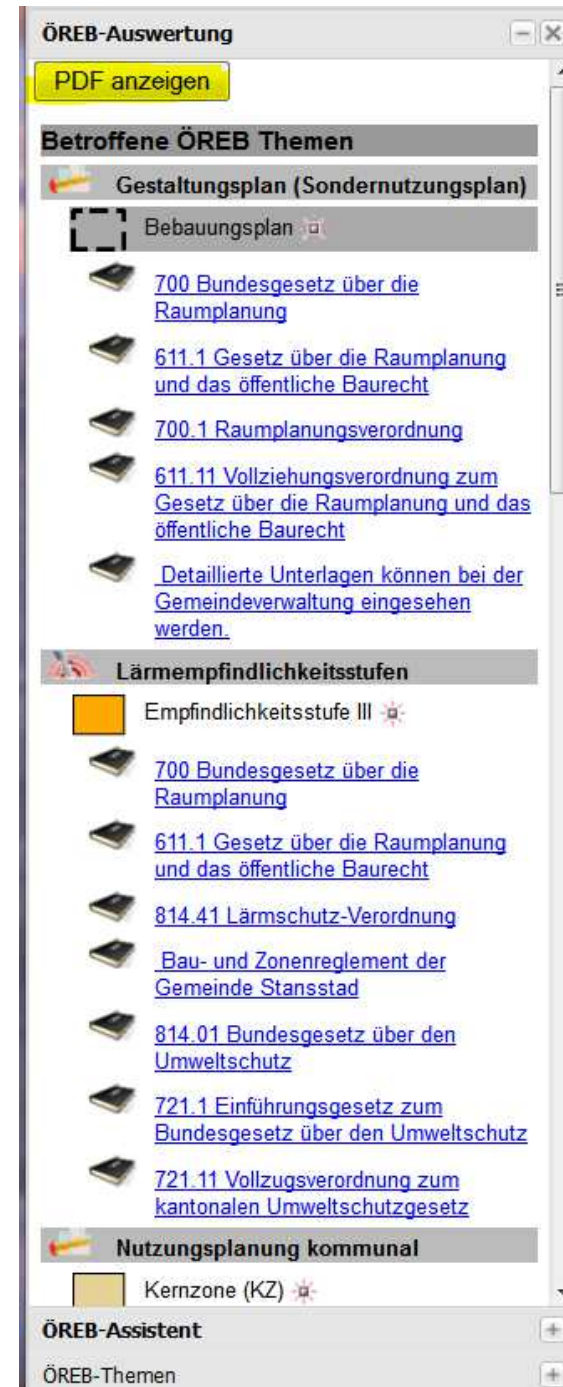 ÖREB-Auswertung
PDF anzeigen
Betroffene ÖREB Themen
Gestaltungsplan (Sondernutzungsplan)
Bebauungsplan
700 Bundesgesetz über die
Raumplanung
611.1 Gesetz über die Raumplanung
und das öffentliche Baurecht
700.1 Raumplanungsverordnung
611.11 Vollziehungsverordnung zum
Gesetz über die Raumplanung und das
öffentliche Baurecht
Detaillierte Unterlagen können bei der
Gemeindeverwaltung eingesehen
werden.
Lärmempfindlichkeitsstufen
Empfindlichkeitsstufe III
700 Bundesgesetz über die
Raumplanung
611.1 Gesetz über die Raumplanung
und das öffentliche Baurecht
814.41 Lärmschutz-Verordnung
Bau- und Zonenreglement der
Gemeinde Stansstad
814.01 Bundesgesetz über den
Umweltschutz
721.1 Einführungsgesetz zum
Bundesgesetz über den Umweltschutz
721.11 Vollzugsverordnung zum
kantonalen Umweltschutzgesetz
Nutzungsplanung kommunal
Kernzone (KZ)
ÖREB-Assistent
ÖREB-Themen